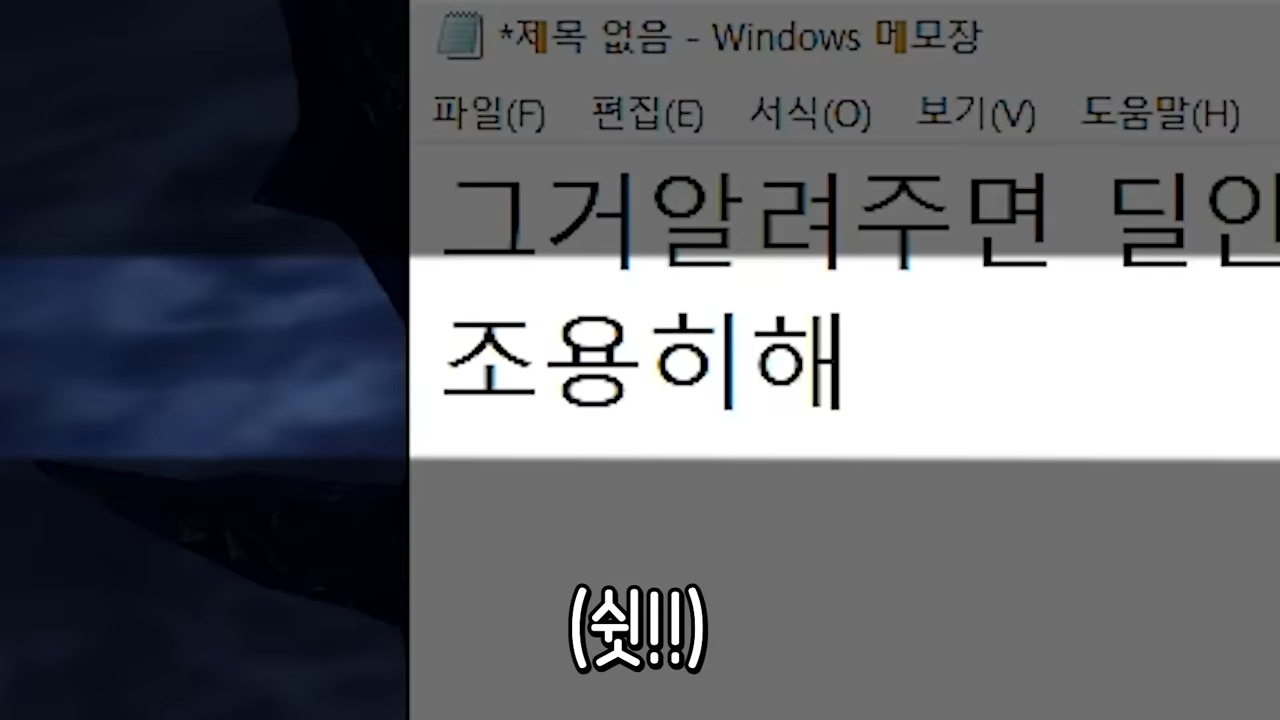 *제목 없음 - Windows 메모장
파일(F) 편집(E) 서식(O) 보기(V) 도움말(H)
그거알려주면 딜인
조용히해
(쉿!!)